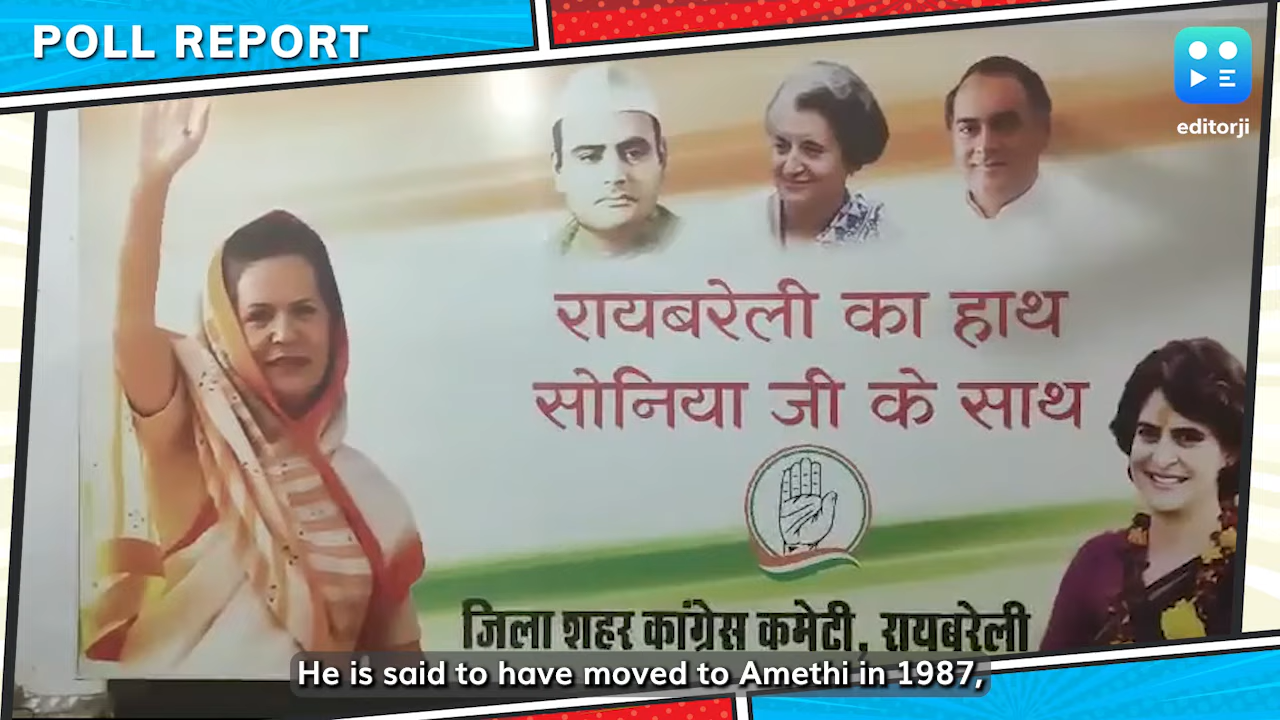 POLL REPORT
editorji
रायबरेली का हाथ
सोनिया जी के साथ
जिला शहर कांग्रेस कमेटी, रायबरेली
He is said to have moved to Amethi in 1987,